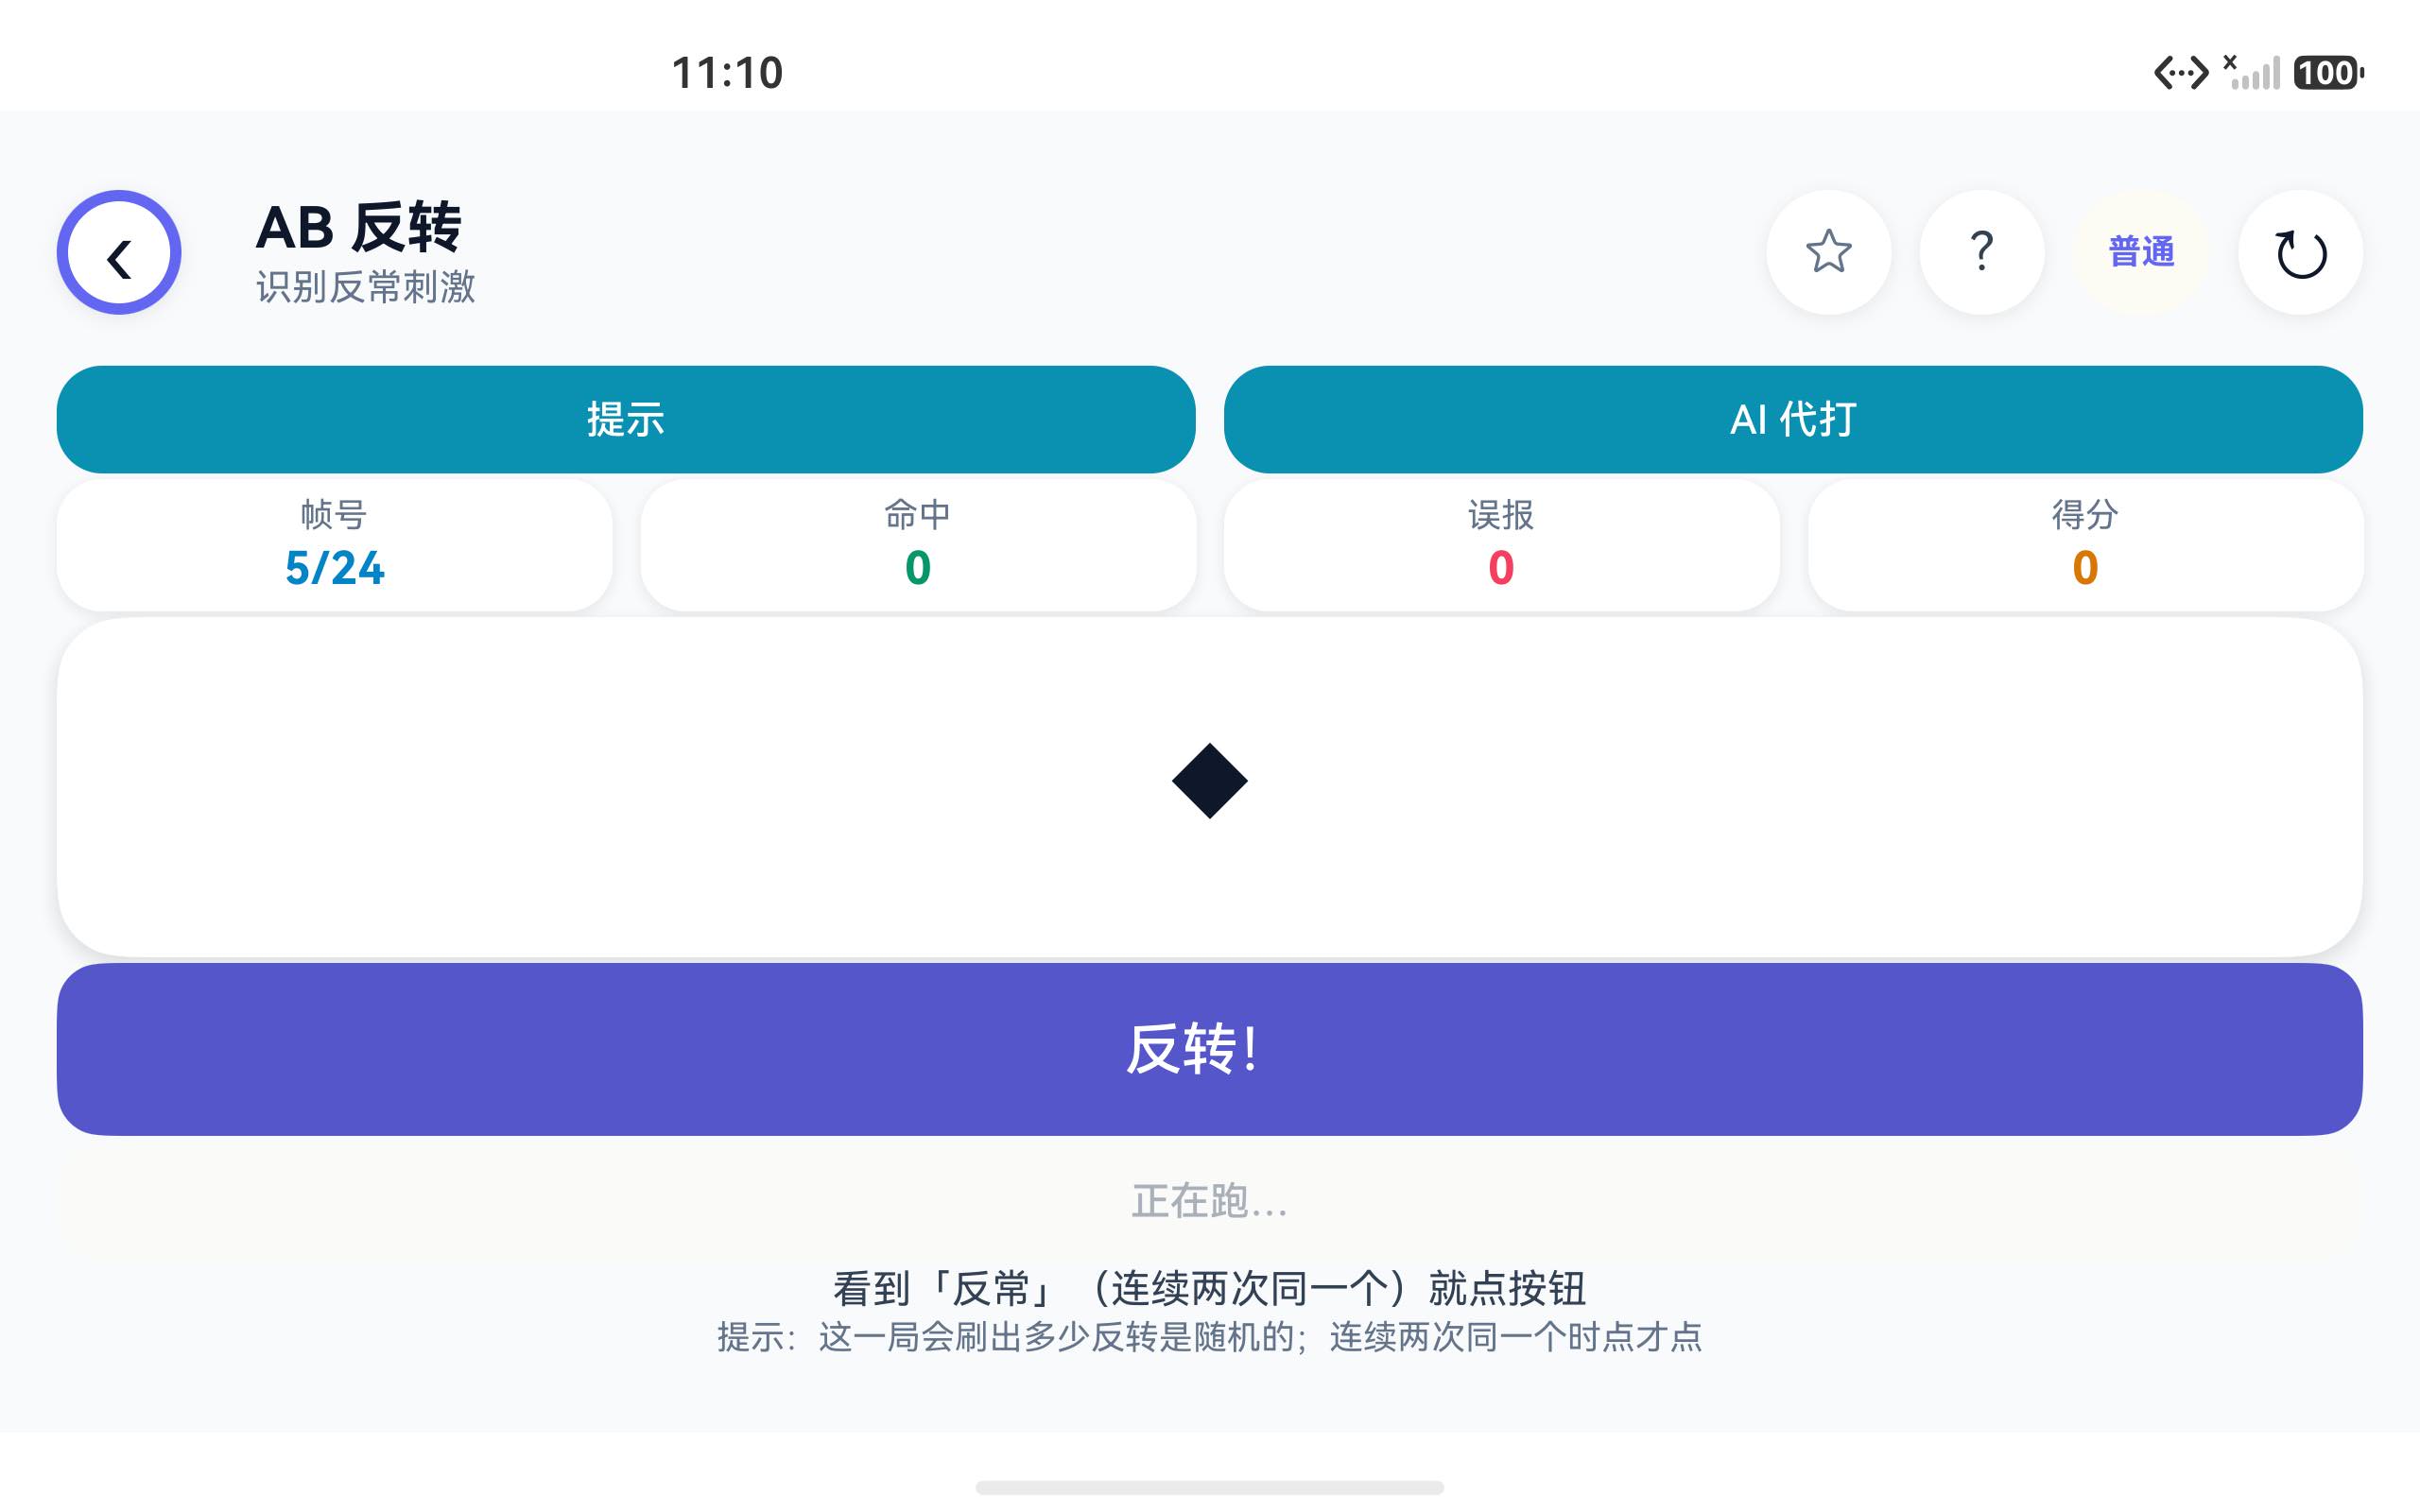 11:10
100
AB 反转
识别反常刺激
?
普通
提示
AI 代打
帧号
5/24
命中
0
误报
0
得分
0
反转!
正在跑...
看到「反常」（连续两次同一个）就点按钮
提示：这一局会刷出多少反转是随机的；连续两次同一个时点才点